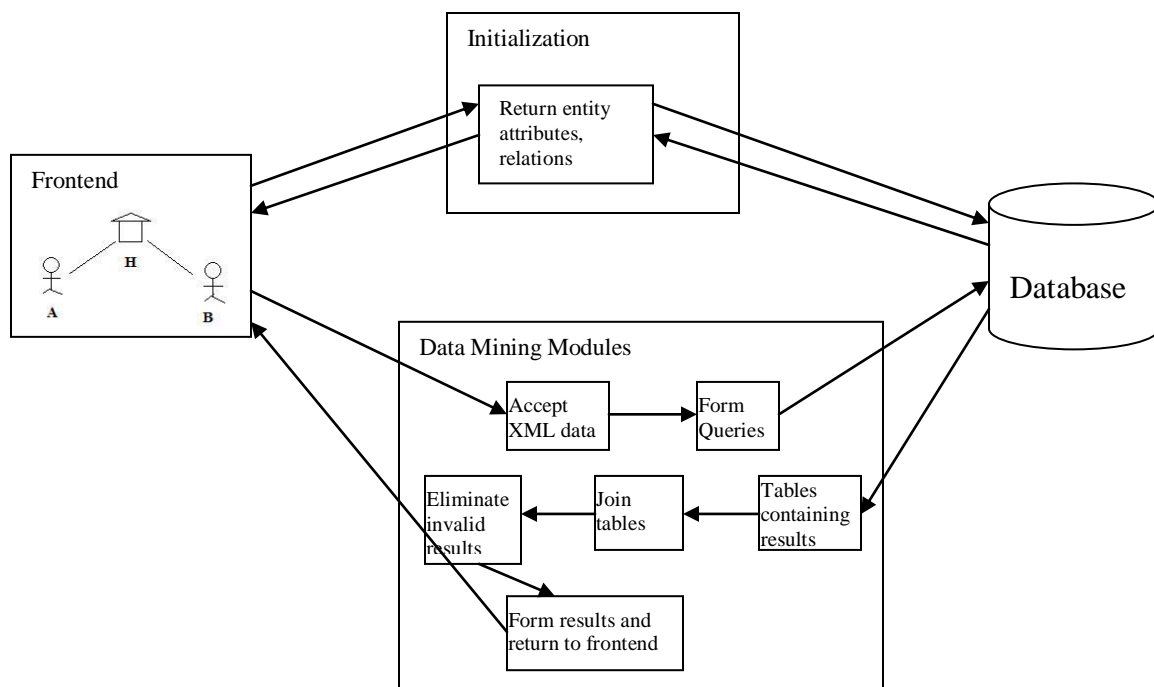 Initialization
Return entity
attributes,
relations
Frontend
H
A
B
Database
Data Mining Modules
Accept
XML data
Form
Queries
Eliminate
invalid
results
Join
tables
Tables
containing
results
Form results and
return to frontend